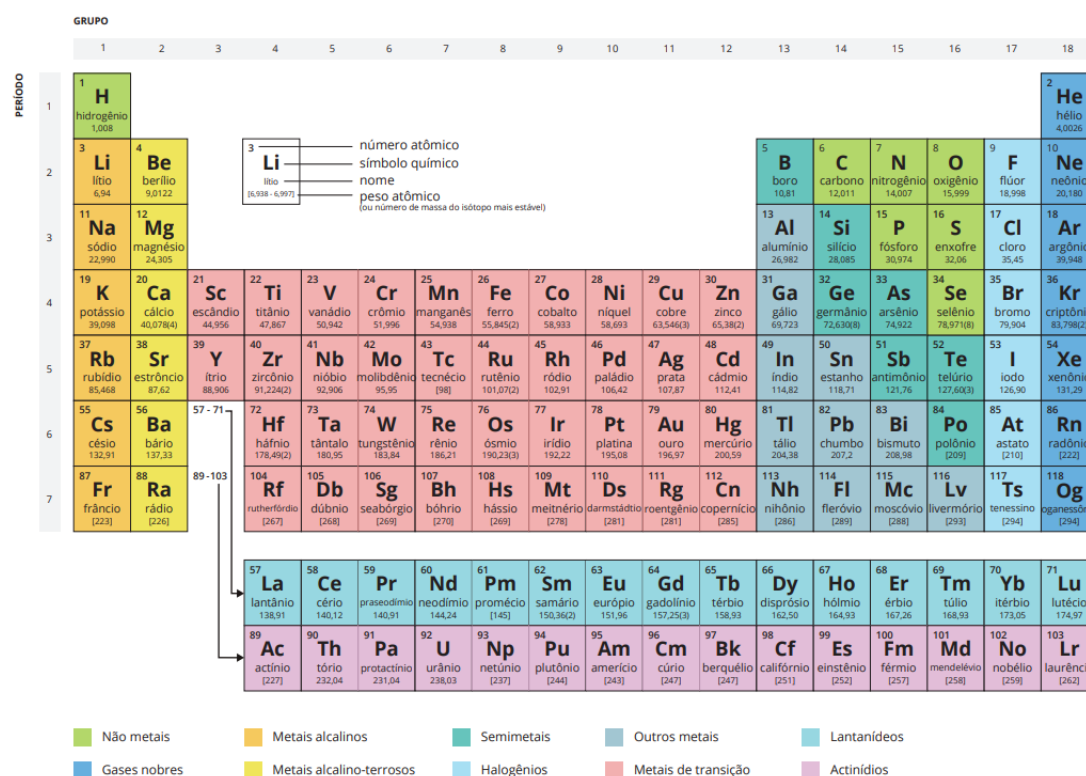 GRUPO
1 2 3 4 5 6 7 8 9 10 11 12 13 14 15 16 17 18
PERÍODO
1
1 2
H He
hidrogênio hélio
1,008 4,0026
3 número atômico
Li símbolo químico
lítio nome
[6,938 - 6,997] peso atômico
(ou número de massa do isótopo mais estável)
2
3 4 5 6 7 8 9 10
Li Be B C N O F Ne
lítio berílio boro carbono nitrogênio oxigênio flúor neônio
6,94 9,0122 10,81 12,011 14,007 15,999 18,998 20,180
3
11 12 13 14 15 16 17 18
Na Mg Al Si P S Cl Ar
sódio magnésio alumínio silício fósforo enxofre cloro argônio
22,990 24,305 26,982 28,085 30,974 32,06 35,45 39,948
4
19 20 21 22 23 24 25 26 27 28 29 30 31 32 33 34 35 36
K Ca Sc Ti V Cr Mn Fe Co Ni Cu Zn Ga Ge As Se Br Kr
potássio cálcio escândio titânio vanádio crômio manganês ferro cobalto níquel cobre zinco gálio germânio arsênio selênio bromo criptônio
39,098 40,078(4) 44,956 47,867 50,942 51,996 54,938 55,845(2) 58,933 58,693 63,546(3) 65,38(2) 69,723 72,630(8) 74,922 78,971(8) 79,904 83,798(2)
5
37 38 39 40 41 42 43 44 45 46 47 48 49 50 51 52 53 54
Rb Sr Y Zr Nb Mo Tc Ru Rh Pd Ag Cd In Sn Sb Te I Xe
rubídio estrôncio ítrio zircônio nióbio molibdênio tecnécio rutênio ródio paládio prata cádmio índio estanho antimônio telúrio iodo xenônio
85,468 87,62 88,906 91,224(2) 92,906 95,95 [98] 101,07(2) 102,91 106,42 107,87 112,41 114,82 118,71 121,76 127,60(3) 126,90 131,29
6
55 56 57 - 71 72 73 74 75 76 77 78 79 80 81 82 83 84 85 86
Cs Ba Hf Ta W Re Os Ir Pt Au Hg Tl Pb Bi Po At Rn
césio bário háfnio tântalo tungstênio rênio ósmio irídio platina ouro mercúrio tálio chumbo bismuto polônio astato radônio
132,91 137,33 178,49(2) 180,95 183,84 186,21 190,23(3) 192,22 195,08 196,97 200,59 204,38 207,2 208,98 [209] [210] [222]
7
87 88 89 -103 104 105 106 107 108 109 110 111 112 113 114 115 116 117 118
Fr Ra Rf Db Sg Bh Hs Mt Ds Rg Cn Nh Fl Mc Lv Ts Og
frâncio rádio rutherfórdio dúbnio seabórgio bóhrio hássio meitnério darmstádtio roentgênio copernício nihônio fleróvio moscóvio livermório tenessino
[223] [226] [267] [268] [269] [270] [269] [278] [281] [281] [285] [286] [289] [288] [293] [294] [294]
57 58 59 60 61 62 63 64 65 66 67 68 69 70 71
La Ce Pr Nd Pm Sm Eu Gd Tb Dy Ho Er Tm Yb Lu
lantânio cério praseodímio neodímio promécio samário európio gadolínio térbio disprósio hólmio érbio túlio itérbio lutécio
138,91 140,12 140,91 144,24 [145] 150,36(2) 151,96 157,25(3) 158,93 162,50 164,93 167,26 168,93 173,05 174,97
89 90 91 92 93 94 95 96 97 98 99 100 101 102 103
Ac Th Pa U Np Pu Am Cm Bk Cf Es Fm Md No Lr
actínio tório protactínio urânio netúnio plutônio amerício cúrio berquélio califórnio einstênio férmio mendelévio nobélio
[227] 232,04 231,04 238,03 [237] [244] [243] [247] [247] [251] [252] [257] [258] [259] [262]
Não metais Metais alcalinos Semimetais Outros metais Lantanídeos
Gases nobres Metais alcalino-terrosos Halogênios Metais de transição Actinídios